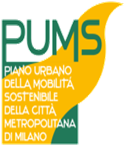 PUMS
PIANO URBANO
DELLA MOBILITÀ
SOSTENIBILE
DELLA CITTÀ
METROPOLITANA
DI MILANO